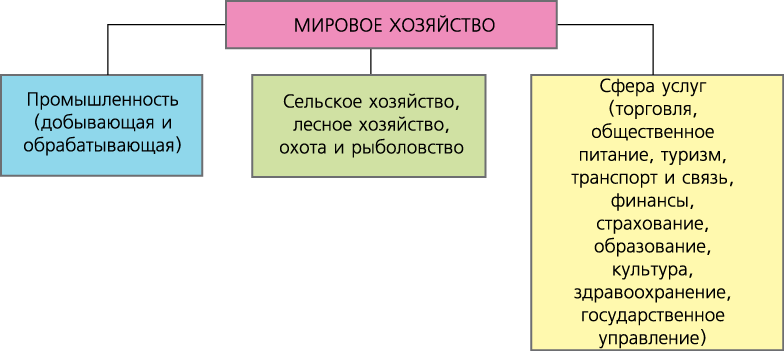 МИРОВОЕ ХОЗЯЙСТВО
Промышленность
(добывающая и
обрабатывающая)
Сельское хозяйство,
лесное хозяйство,
охота и рыболовство
Сфера услуг
(торговля,
общественное
питание, туризм,
транспорт и связь,
финансы,
страхование,
образование,
культура,
здравоохранение,
государственное
управление)